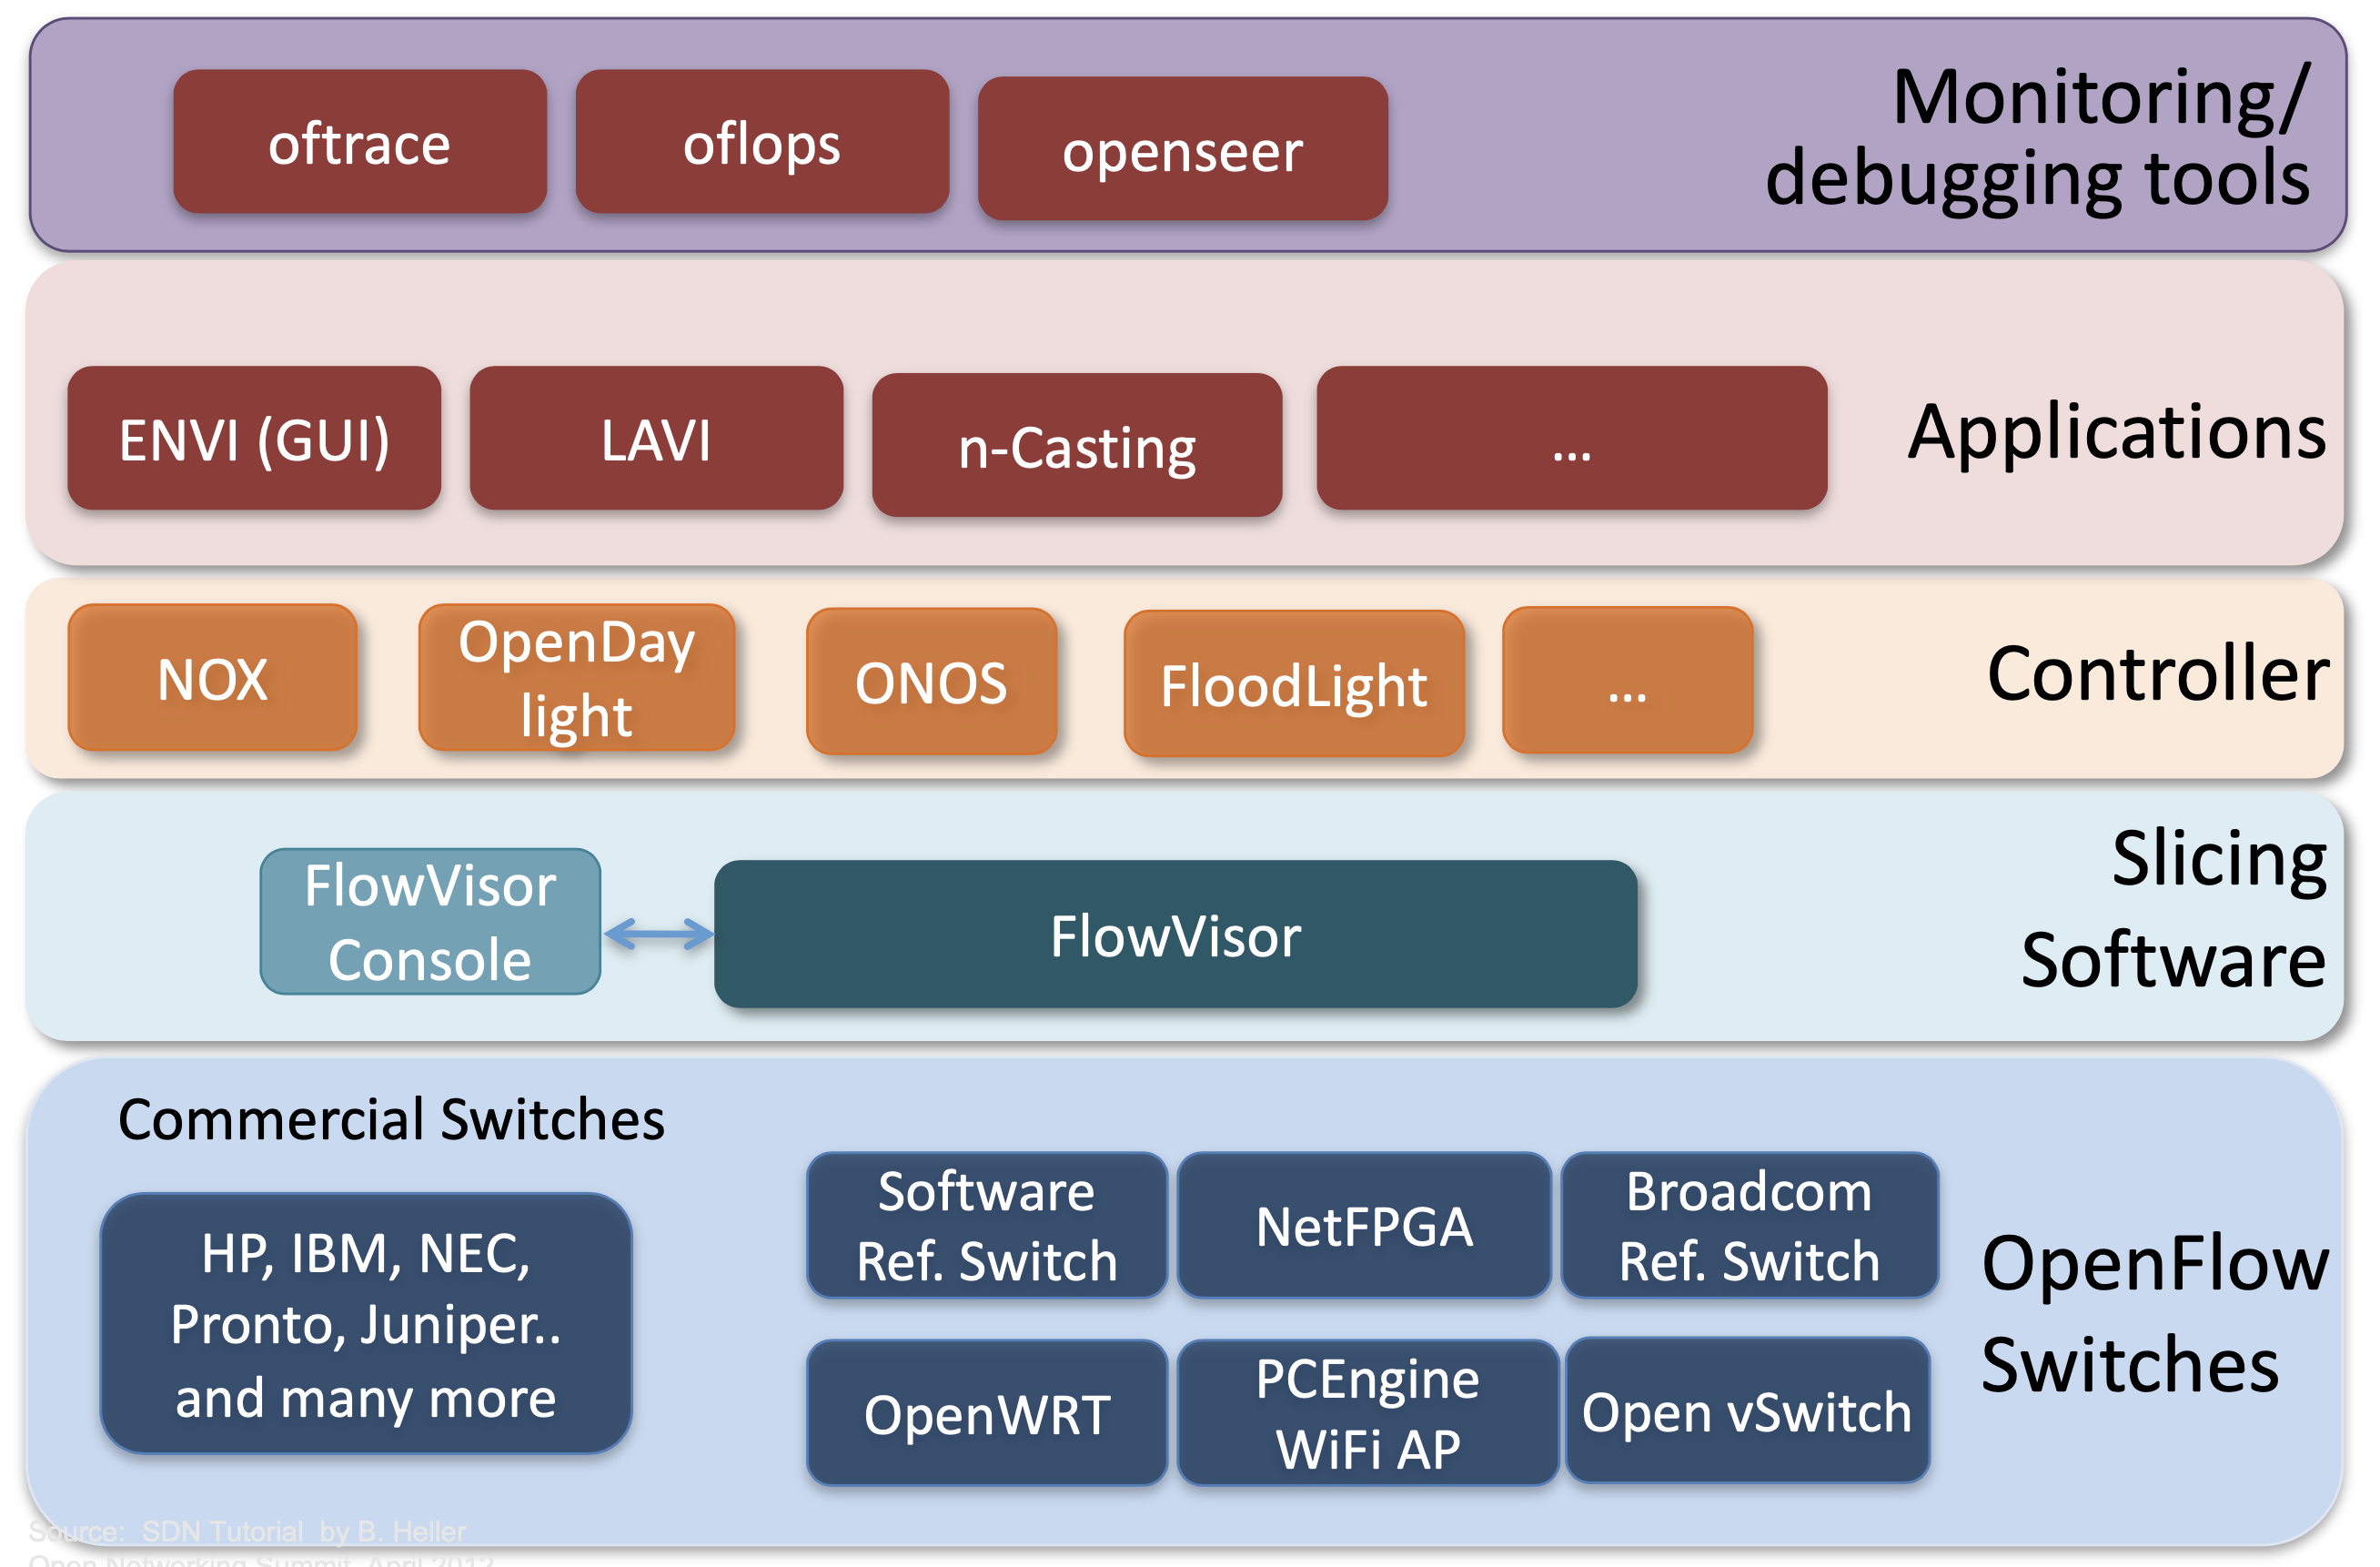 oftrace
oflops
openseer
Monitoring/
debugging tools
ENVI (GUI)
LAVI
n-Casting
...
Applications
NOX
OpenDay
light
ONOS
FloodLight
...
Controller
FlowVisor
Console
FlowVisor
Slicing
Software
Commercial Switches
HP, IBM, NEC,
Pronto, Juniper..
and many more
Software
Ref. Switch
NetFPGA
Broadcom
Ref. Switch
OpenWRT
PCEngine
WiFi AP
Open vSwitch
OpenFlow
Switches
Source: SDN Tutorial by B. Heller
Open Networking Summit, April 2012